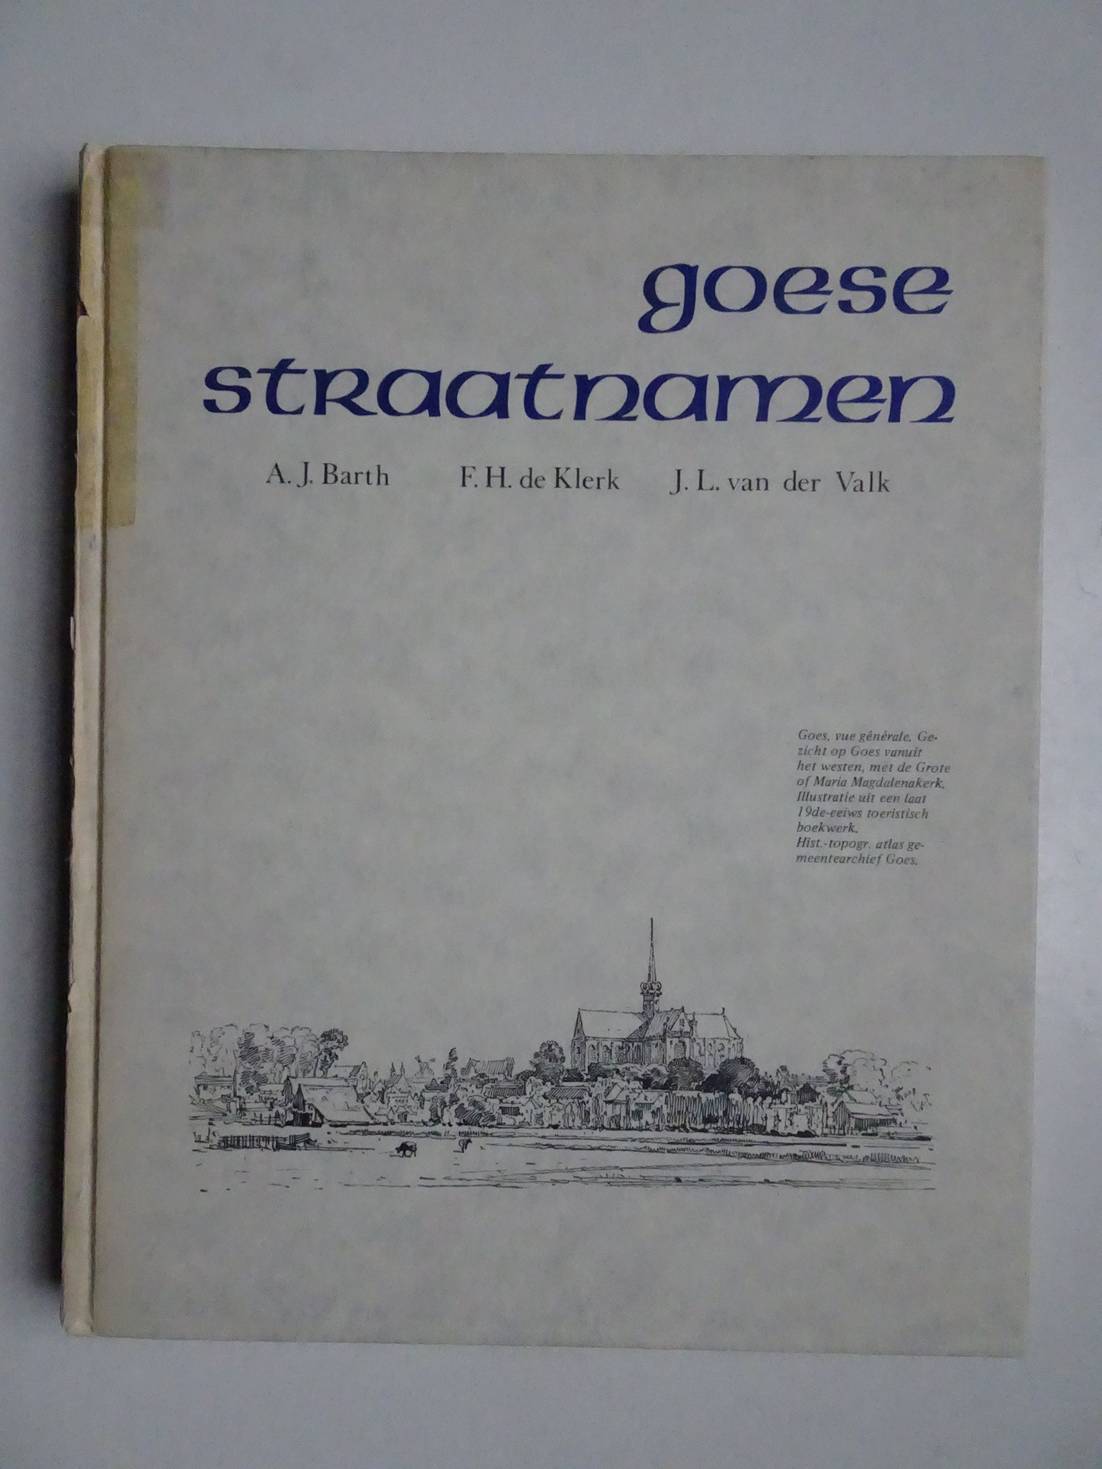 goese
straatnamen
A. J. Barth F. H. de Klerk J. L. van der Valk
Goes, vue générale. Ge-
zicht op Goes vanuit
het westen, met de Grote
of Maria Magdalenakerk.
Illustratie uit een laat
19de-eeiws toeristisch
boekwerk.
Hist.-topogr. atlas ge-
meentearchief Goes.